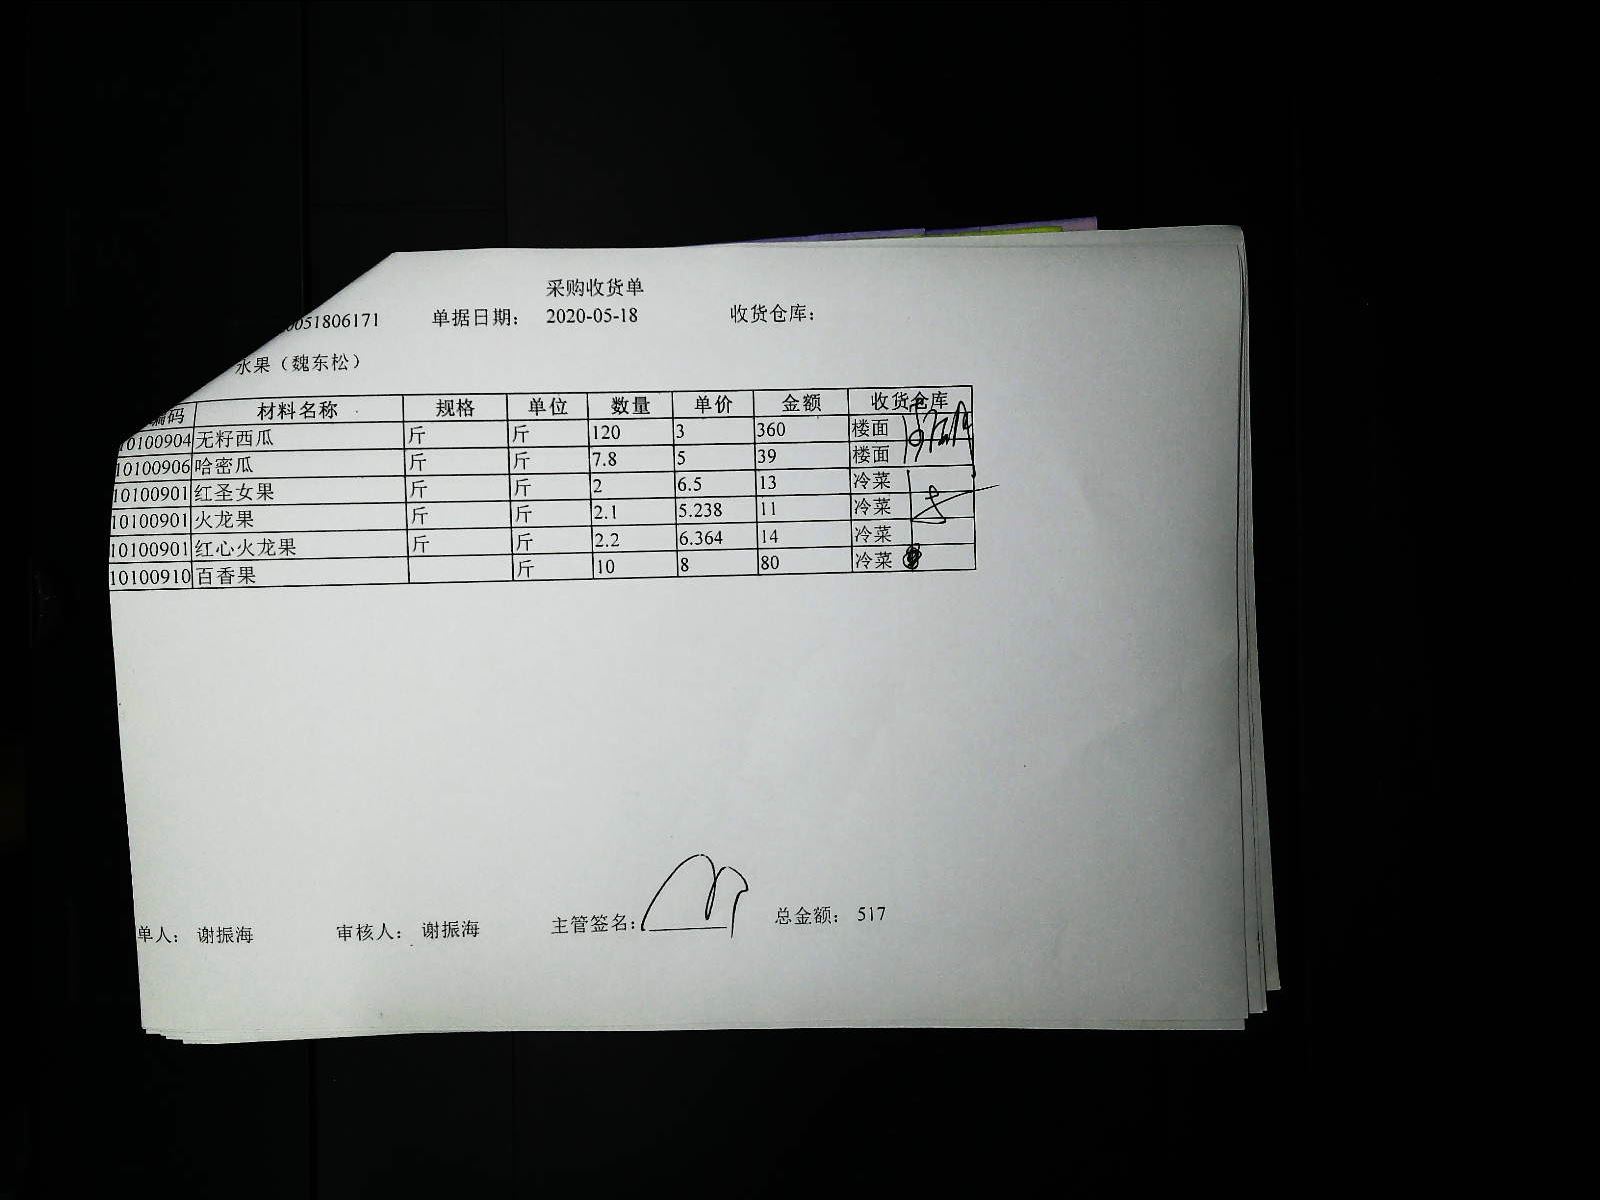 采购收货单
0051806171 单据日期： 2020-05-18 收货仓库：
水果（魏东松）
编码 材料名称 规格 单位 数量 单价 金额 收货仓库
10100904 无籽西瓜 斤 斤 120 3 360 楼面
10100906 哈密瓜 斤 斤 7.8 5 39 楼面
10100901 红圣女果 斤 斤 2 6.5 13 冷菜
10100901 火龙果 斤 斤 2.1 5.238 11 冷菜
10100901 红心火龙果 斤 斤 2.2 6.364 14 冷菜
10100910 百香果 斤 10 8 80 冷菜
单人： 谢振海 审核人： 谢振海 主管签名： 总金额： 517